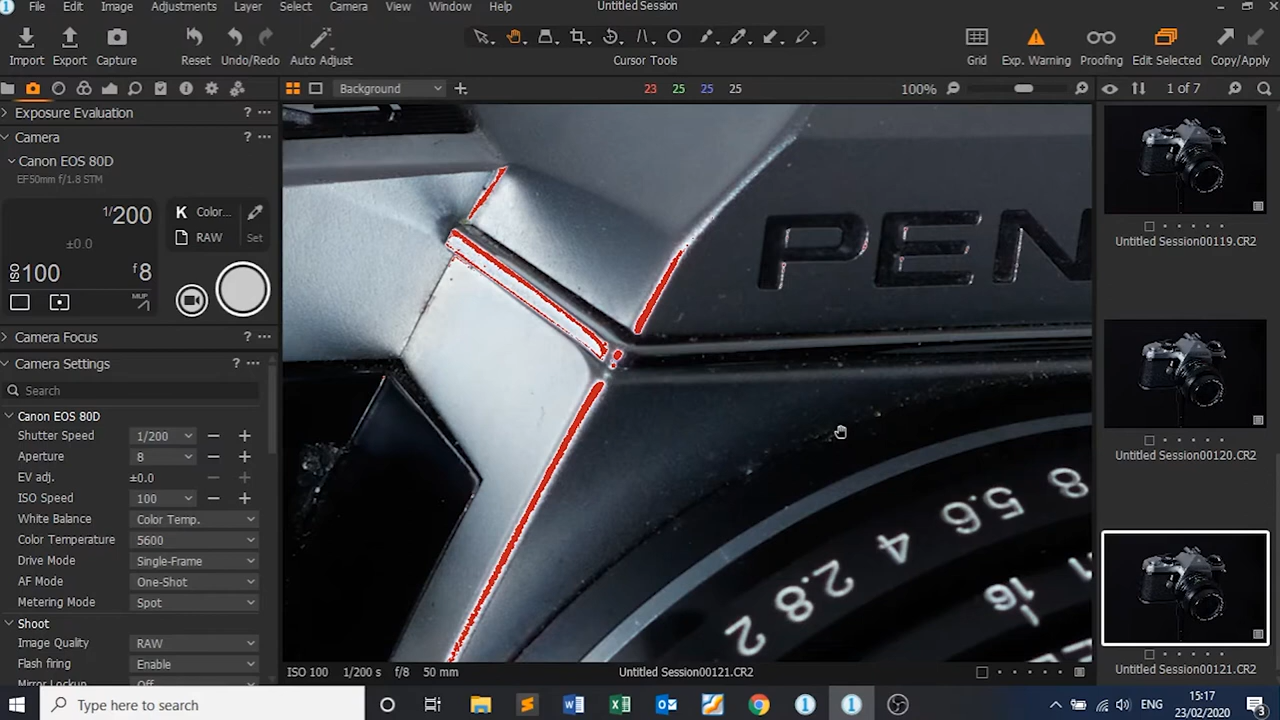 File Edit Image Adjustments Layer Select Camera View Window Help
Untitled Session
Import Export Capture Reset Undo/Redo Auto Adjust Cursor Tools Grid Exp. Warning Proofing Edit Selected Copy/Apply
Background
23 25 25 25
100%
1 of 7
Exposure Evaluation ? ...
Camera ? ...
Canon EOS 80D
EF50mm f/1.8 STM
1/200
±0.0
ISO 100
f 8
K Color...
RAW
Set
MUP
Camera Focus ? ...
Camera Settings ? ...
Search
Canon EOS 80D
Shutter Speed 1/200
Aperture 8
EV adj. ±0.0
ISO Speed 100
White Balance Color Temp.
Color Temperature 5600
Drive Mode Single-Frame
AF Mode One-Shot
Metering Mode Spot
Shoot
Image Quality RAW
Flash firing Enable
PEN
2 2.8 4 5.6 8
16
ISO 100 1/200 s f/8 50 mm
Untitled Session00121.CR2
Untitled Session00119.CR2
Untitled Session00120.CR2
Untitled Session00121.CR2
Type here to search
ENG
15:17
23/02/2020
3